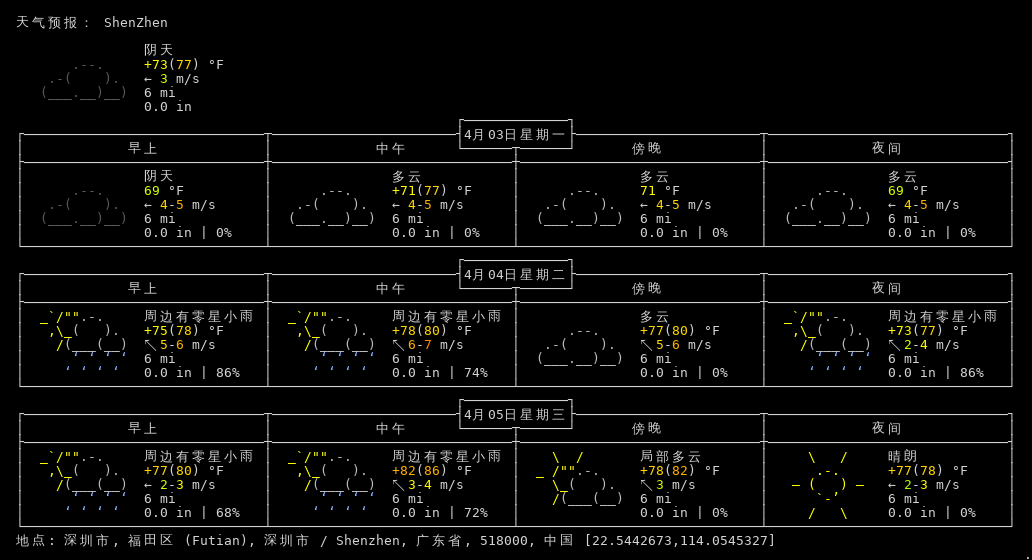 天气预报： ShenZhen
阴天
+73(77) °F
← 3 m/s
6 mi
0.0 in
4月03日星期一
早上 中午 傍晚 夜间
阴天 多云 多云 多云
69 °F +71(77) °F 71 °F 69 °F
← 4-5 m/s ← 4-5 m/s ← 4-5 m/s ← 4-5 m/s
6 mi 6 mi 6 mi 6 mi
0.0 in | 0% 0.0 in | 0% 0.0 in | 0% 0.0 in | 0%
4月04日星期二
早上 中午 傍晚 夜间
周边有零星小雨 周边有零星小雨 多云 周边有零星小雨
+75(78) °F +78(80) °F +77(80) °F +73(77) °F
↖ 5-6 m/s ↖ 6-7 m/s ↖ 5-6 m/s ↖ 2-4 m/s
6 mi 6 mi 6 mi 6 mi
0.0 in | 86% 0.0 in | 74% 0.0 in | 0% 0.0 in | 86%
4月05日星期三
早上 中午 傍晚 夜间
周边有零星小雨 周边有零星小雨 局部多云 晴朗
+77(80) °F +82(86) °F +78(82) °F +77(78) °F
← 2-3 m/s ↖ 3-4 m/s ↖ 3 m/s ← 2-3 m/s
6 mi 6 mi 6 mi 6 mi
0.0 in | 68% 0.0 in | 72% 0.0 in | 0% 0.0 in | 0%
地点: 深圳市, 福田区 (Futian), 深圳市 / Shenzhen, 广东省, 518000, 中国 [22.5442673,114.0545327]